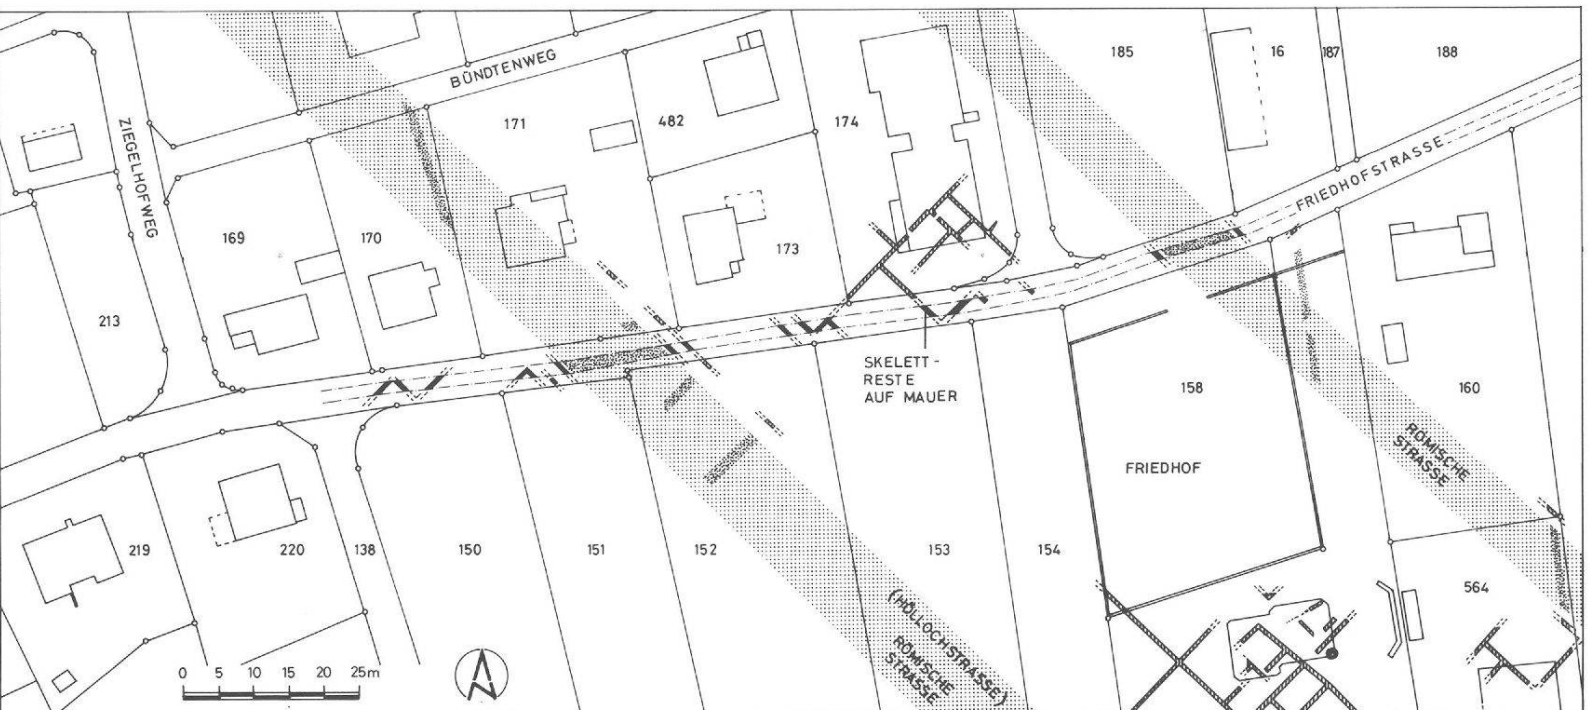 185
16
187
188
BÜNDTENWEG
171
482
174
ZIEGELHOFWEG
FRIEDHOFSTRASSE
169
170
173
213
SKELETT-
RESTE
AUF MAUER
158
160
RÖMISCHE
STRASSE
FRIEDHOF
219
220
138
150
151
152
153
154
564
(HÖLLOCHSTRASSE)
RÖMISCHE
STRASSE
0 5 10 15 20 25m
N